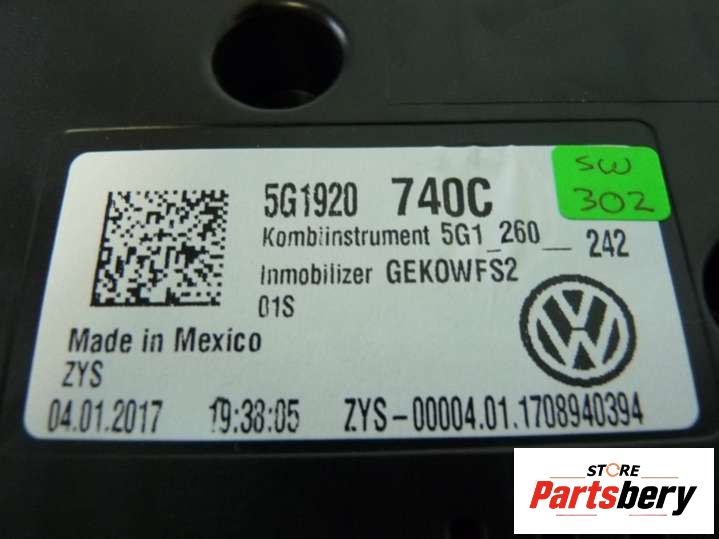 5G1920 740C
Kombiinstrument 5G1_260__ 242
Inmobilizer GEKOWFS2
01S
SW
302
Made in Mexico
ZYS
04.01.2017 19:38:05 ZYS-00004.01.1708940394
VW
STORE
Partsbery